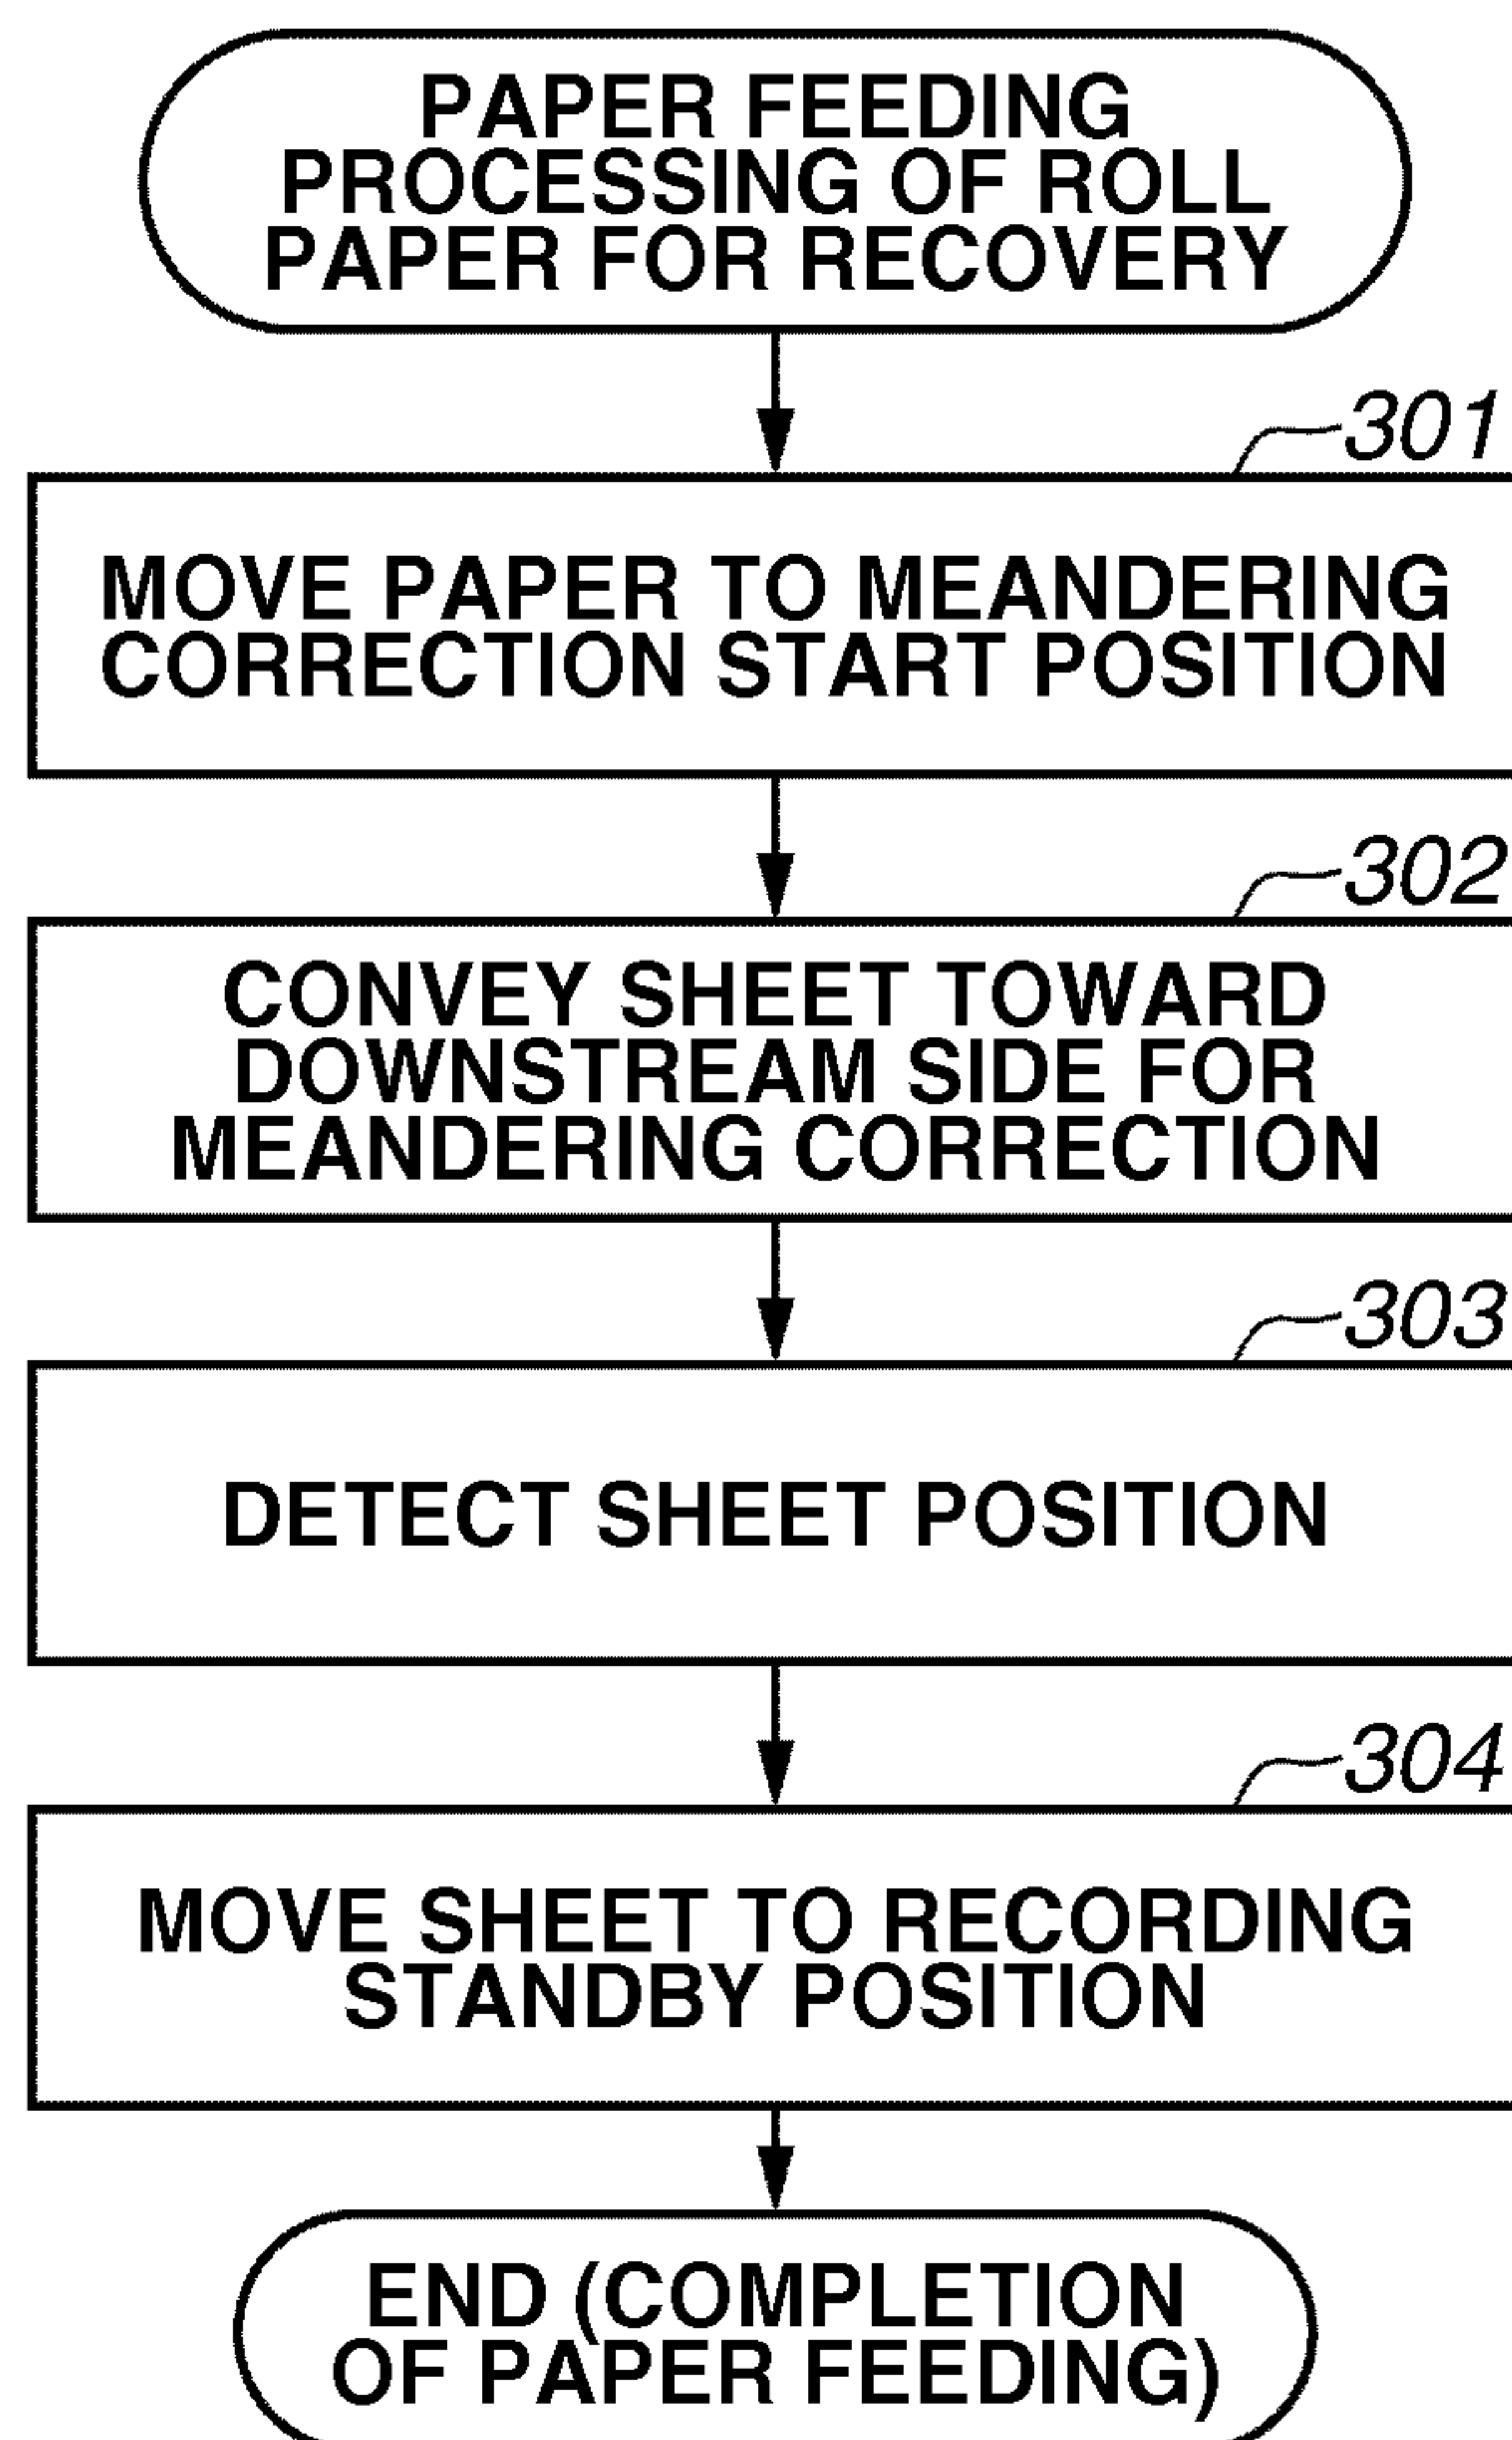 PAPER FEEDING
PROCESSING OF ROLL
PAPER FOR RECOVERY
301
MOVE PAPER TO MEANDERING
CORRECTION START POSITION
302
CONVEY SHEET TOWARD
DOWNSTREAM SIDE FOR
MEANDERING CORRECTION
303
DETECT SHEET POSITION
304
MOVE SHEET TO RECORDING
STANDBY POSITION
END (COMPLETION
OF PAPER FEEDING)